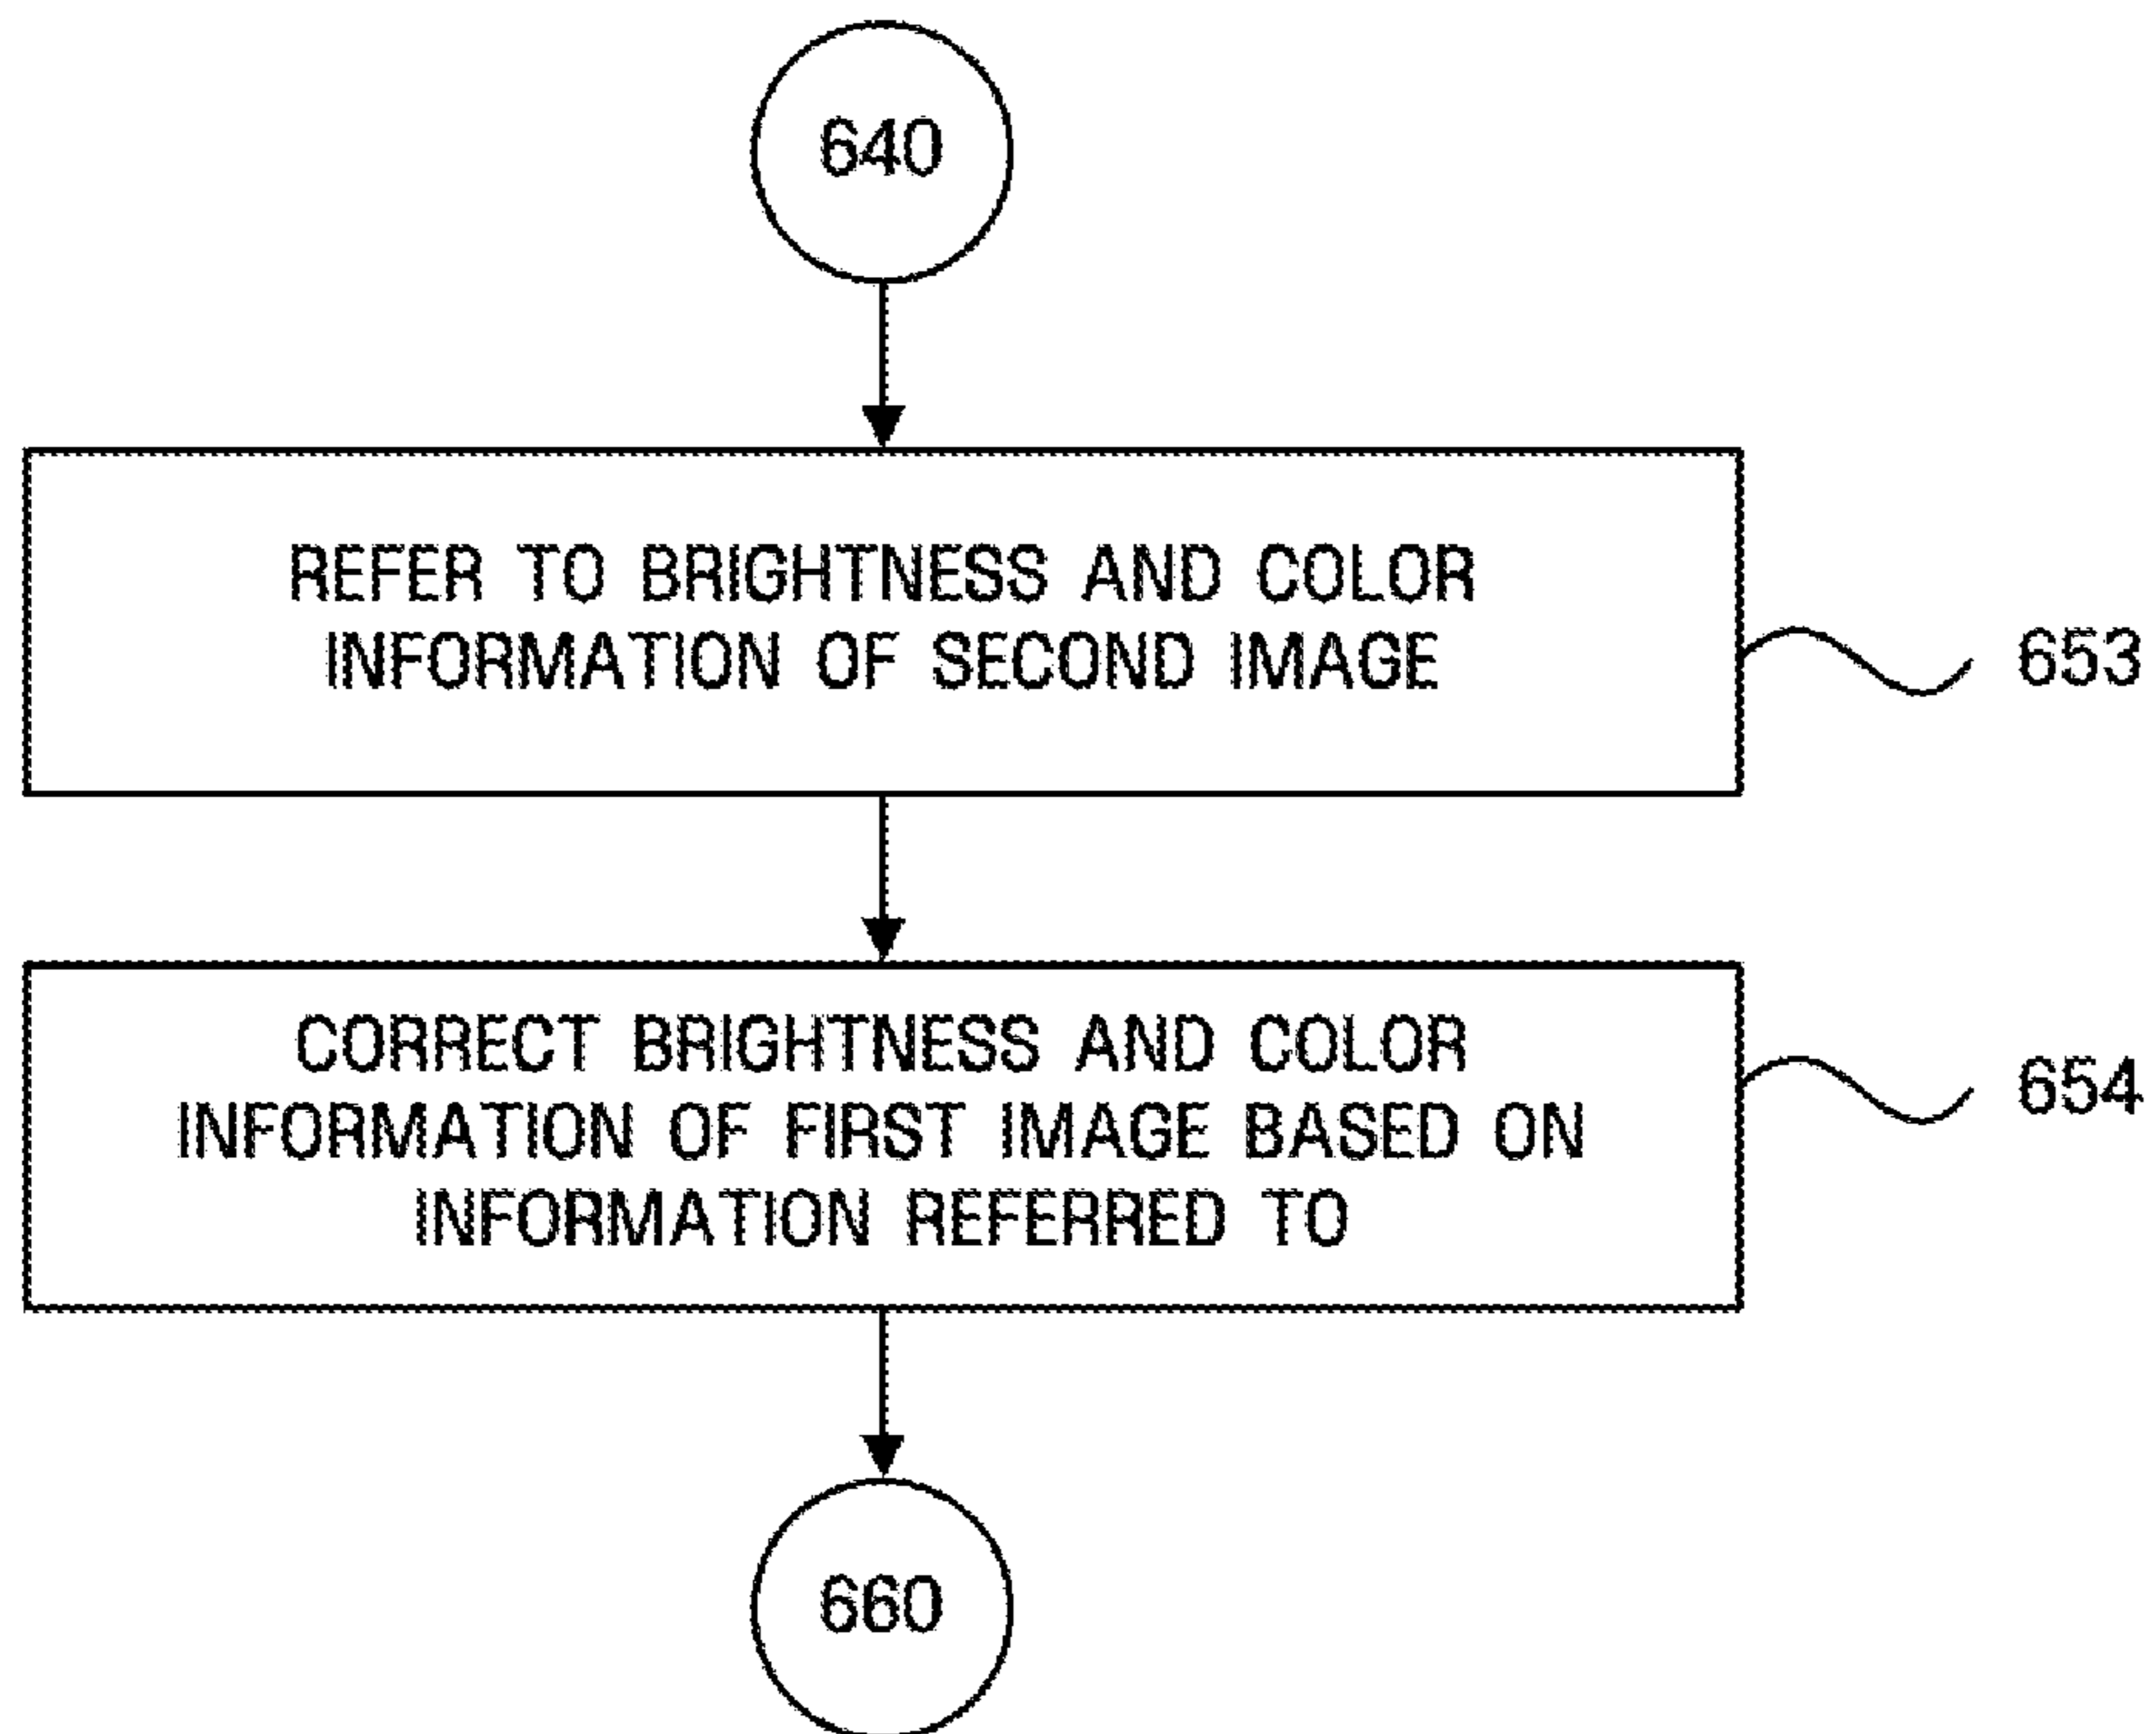 640
REFER TO BRIGHTNESS AND COLOR
INFORMATION OF SECOND IMAGE
653
CORRECT BRIGHTNESS AND COLOR
INFORMATION OF FIRST IMAGE BASED ON
INFORMATION REFERRED TO
654
660